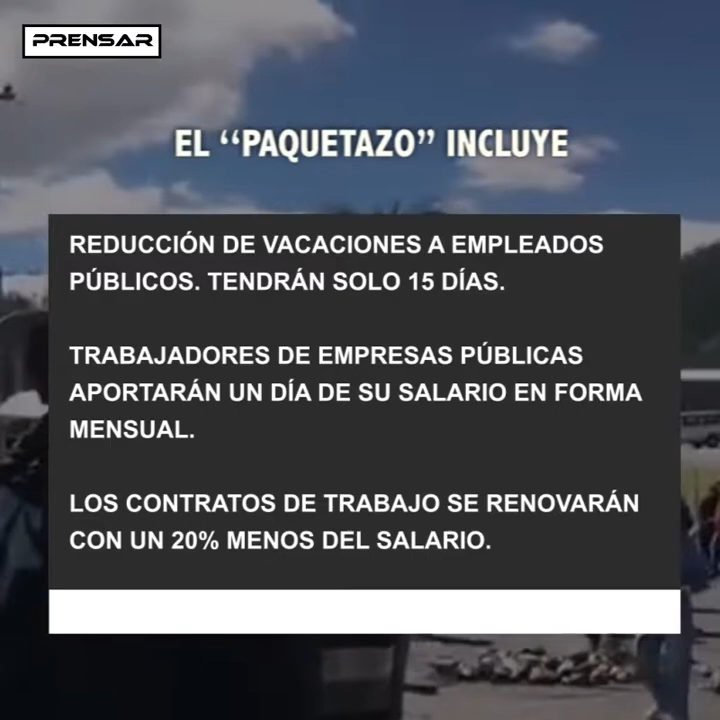 PRENSAR
EL “PAQUETAZO” INCLUYE
REDUCCIÓN DE VACACIONES A EMPLEADOS
PÚBLICOS. TENDRÁN SOLO 15 DÍAS.
TRABAJADORES DE EMPRESAS PÚBLICAS
APORTARÁN UN DÍA DE SU SALARIO EN FORMA
MENSUAL.
LOS CONTRATOS DE TRABAJO SE RENOVARÁN
CON UN 20% MENOS DEL SALARIO.